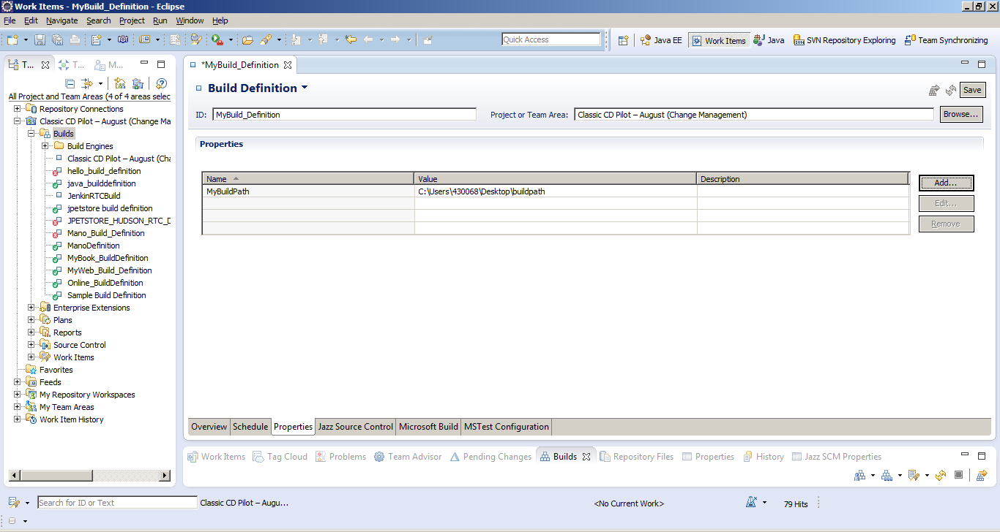 Work Items - MyBuild_Definition - Eclipse
File Edit Navigate Search Project Run Window Help
Quick Access
Java EE Work Items Java SVN Repository Exploring Team Synchronizing
T... T... M...
All Project and Team Areas (4 of 4 areas selec
Repository Connections
Classic CD Pilot – August (Change Ma
Builds
Build Engines
Classic CD Pilot – August (Cha
hello_build_definition
java_builddefinition
JenkinRTCBuild
jpetstore build definition
JPETSTORE_HUDSON_RTC_D
Mano_Build_Definition
ManoDefinition
MyBook_BuildDefinition
MyWeb_Build_Definition
Online_BuildDefinition
Sample Build Definition
Enterprise Extensions
Plans
Reports
Source Control
Work Items
Favorites
Feeds
My Repository Workspaces
My Team Areas
Work Item History
*MyBuild_Definition
Build Definition
Save
ID: MyBuild_Definition Project or Team Area: Classic CD Pilot – August (Change Management) Browse...
Properties
Name Value Description
MyBuildPath C:\Users\430068\Desktop\buildpath
Add...
Edit...
Remove
Overview Schedule Properties Jazz Source Control Microsoft Build MSTest Configuration
Work Items Tag Cloud Problems Team Advisor Pending Changes Builds Repository Files Properties History Jazz SCM Properties
Search for ID or Text Classic CD Pilot – Augu... <No Current Work> 79 Hits